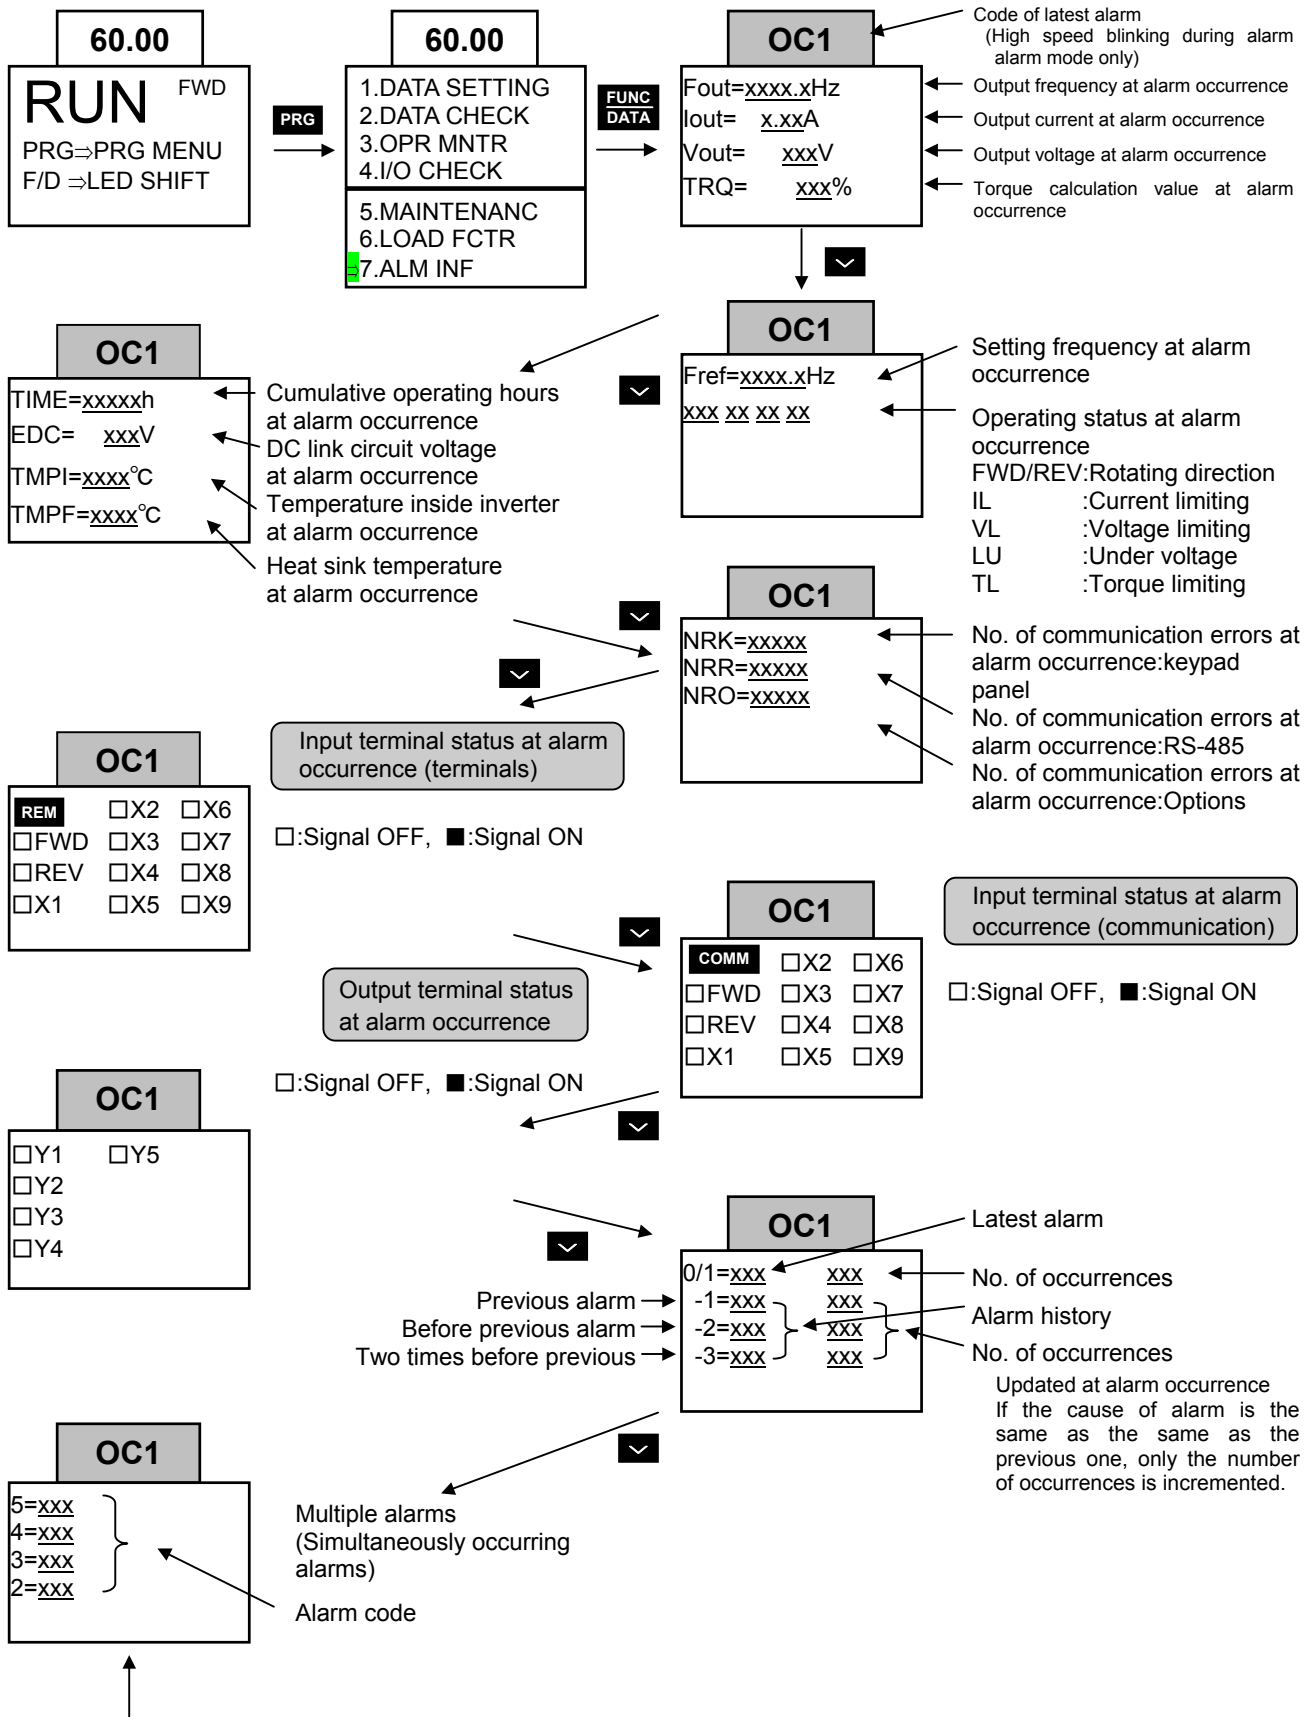 60.00
RUN FWD
PRG⇒PRG MENU
F/D ⇒LED SHIFT
PRG
60.00
1.DATA SETTING
2.DATA CHECK
3.OPR MNTR
4.I/O CHECK
5.MAINTENANC
6.LOAD FCTR
⇒7.ALM INF
FUNC
DATA
OC1
Fout=xxxx.xHz
Iout= x.xxA
Vout= xxxV
TRQ= xxx%
Code of latest alarm
(High speed blinking during alarm
alarm mode only)
Output frequency at alarm occurrence
Output current at alarm occurrence
Output voltage at alarm occurrence
Torque calculation value at alarm
occurrence
OC1
Fref=xxxx.xHz
xxx xx xx xx
Setting frequency at alarm
occurrence
Operating status at alarm
occurrence
FWD/REV:Rotating direction
IL :Current limiting
VL :Voltage limiting
LU :Under voltage
TL :Torque limiting
OC1
TIME=xxxxxh
EDC= xxxV
TMPI=xxxx°C
TMPF=xxxx°C
Cumulative operating hours
at alarm occurrence
DC link circuit voltage
at alarm occurrence
Temperature inside inverter
at alarm occurrence
Heat sink temperature
at alarm occurrence
OC1
NRK=xxxxx
NRR=xxxxx
NRO=xxxxx
No. of communication errors at
alarm occurrence:keypad
panel
No. of communication errors at
alarm occurrence:RS-485
No. of communication errors at
alarm occurrence:Options
OC1
REM □X2 □X6
□FWD □X3 □X7
□REV □X4 □X8
□X1 □X5 □X9
Input terminal status at alarm
occurrence (terminals)
□:Signal OFF, ■:Signal ON
OC1
COMM □X2 □X6
□FWD □X3 □X7
□REV □X4 □X8
□X1 □X5 □X9
Input terminal status at alarm
occurrence (communication)
□:Signal OFF, ■:Signal ON
Output terminal status
at alarm occurrence
□:Signal OFF, ■:Signal ON
OC1
□Y1 □Y5
□Y2
□Y3
□Y4
OC1
0/1=xxx xxx
-1=xxx xxx
-2=xxx xxx
-3=xxx xxx
Previous alarm
Before previous alarm
Two times before previous
Latest alarm
No. of occurrences
Alarm history
No. of occurrences
Updated at alarm occurrence
If the cause of alarm is the
same as the same as the
previous one, only the number
of occurrences is incremented.
OC1
5=xxx
4=xxx
3=xxx
2=xxx
Multiple alarms
(Simultaneously occurring
alarms)
Alarm code